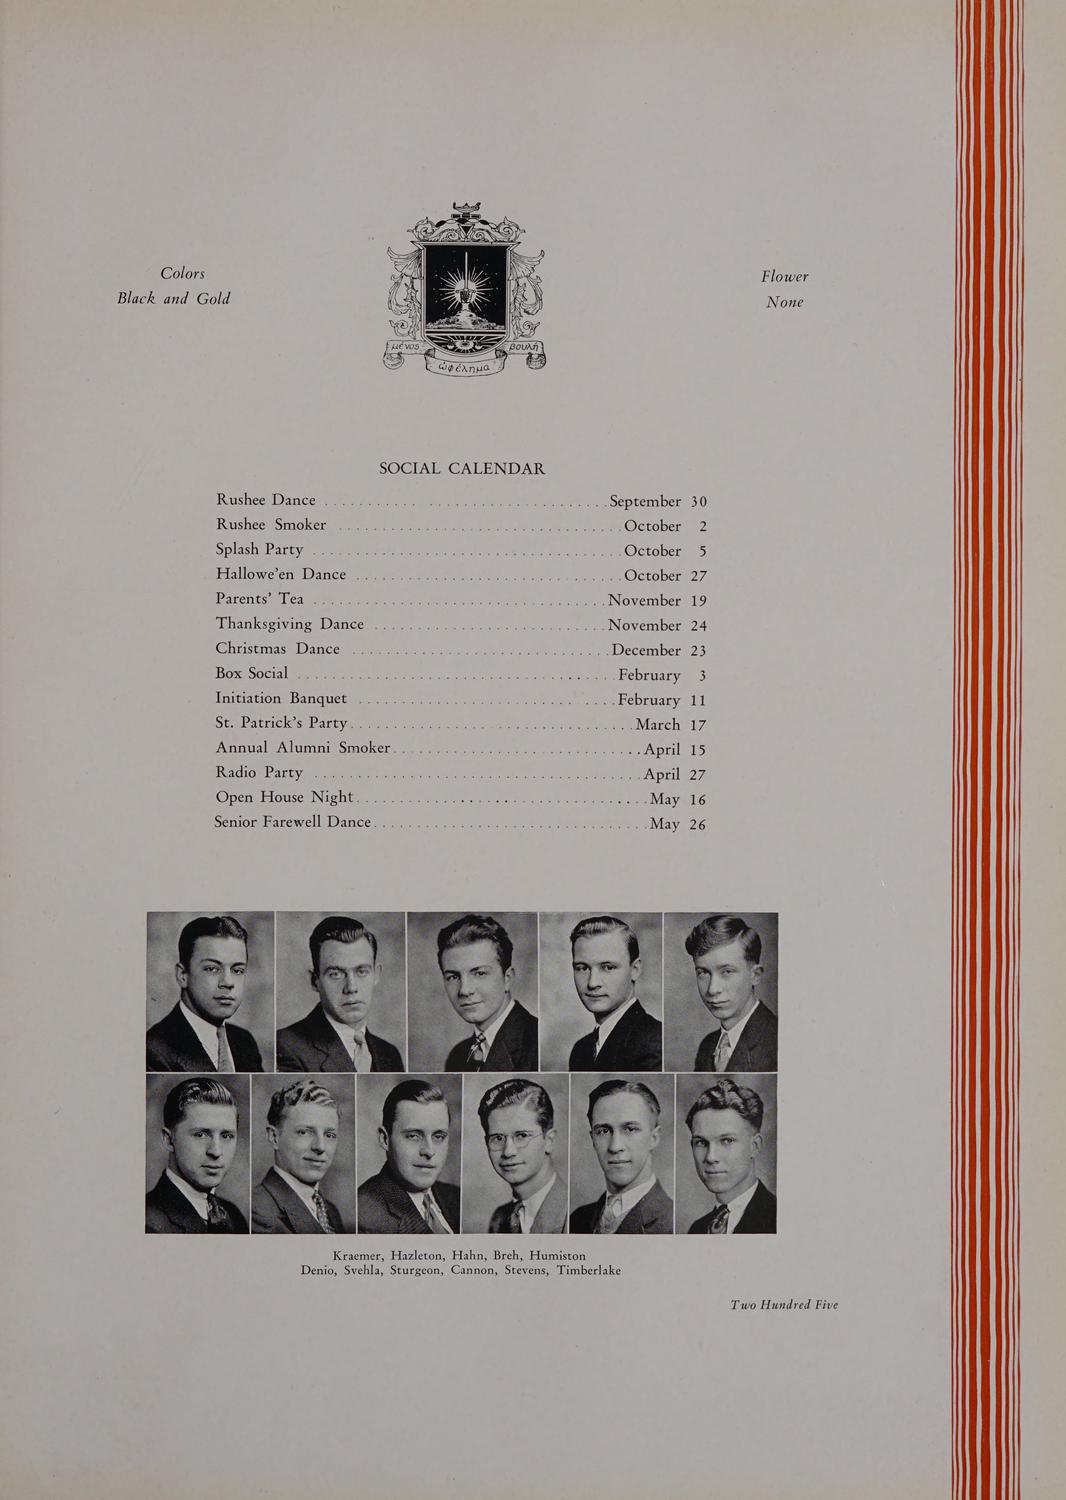 Colors
Black and Gold
Flower
None
μένος
βουλή
ὠφέλημα
SOCIAL CALENDAR
Rushee Dance ................................ September 30
Rushee Smoker ................................ October 2
Splash Party ................................ October 5
Hallowe'en Dance ................................ October 27
Parents' Tea ................................ November 19
Thanksgiving Dance ................................ November 24
Christmas Dance ................................ December 23
Box Social ................................ February 3
Initiation Banquet ................................ February 11
St. Patrick's Party ................................ March 17
Annual Alumni Smoker ................................ April 15
Radio Party ................................ April 27
Open House Night ................................ May 16
Senior Farewell Dance ................................ May 26
Kraemer, Hazleton, Hahn, Breh, Humiston
Denio, Svehla, Sturgeon, Cannon, Stevens, Timberlake
Two Hundred Five